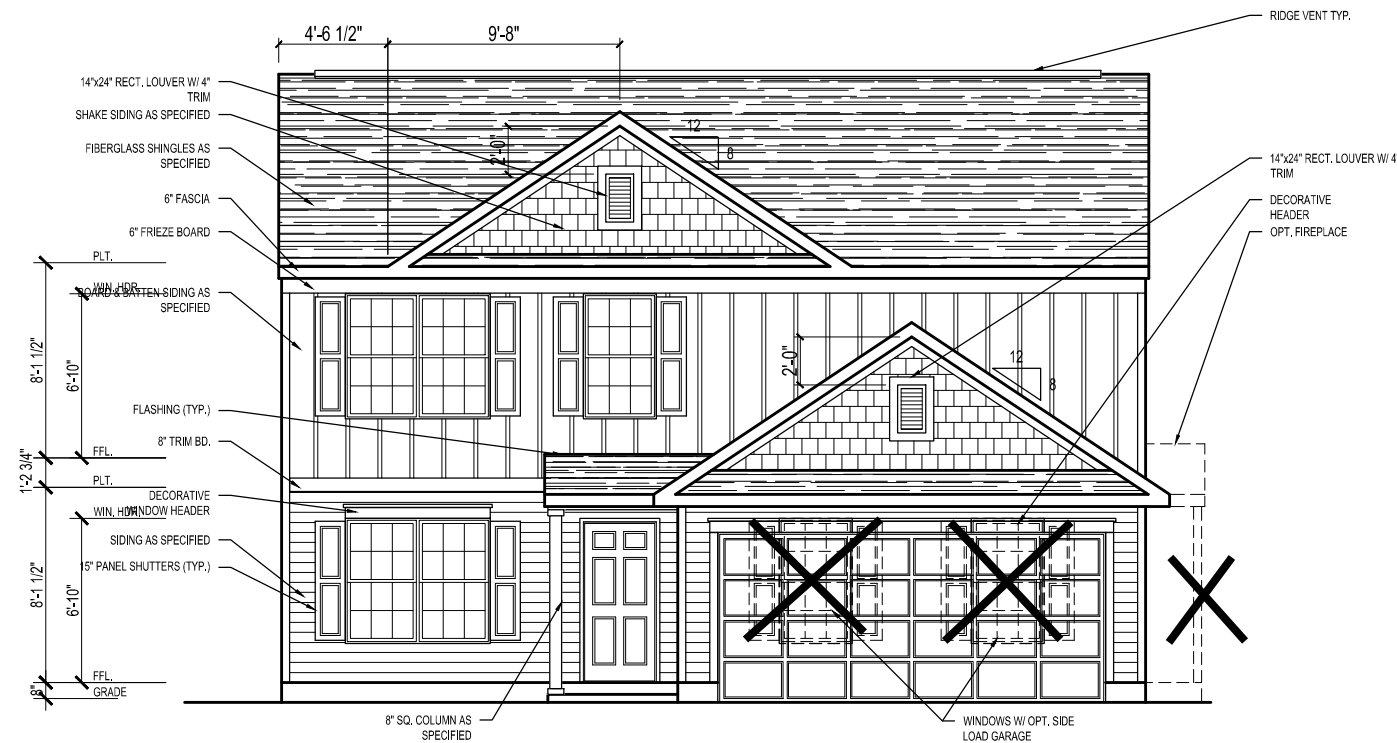 4'-6 1/2"
9'-8"
RIDGE VENT TYP.
14"x24" RECT. LOUVER W/ 4"
TRIM
SHAKE SIDING AS SPECIFIED
FIBERGLASS SHINGLES AS
SPECIFIED
6" FASCIA
6" FRIEZE BOARD
PLT.
WIN. HDR.
BOARD & BATTEN SIDING AS
SPECIFIED
8'-1 1/2"
6'-10"
FLASHING (TYP.)
8" TRIM BD.
FFL.
1'-2 3/4"
PLT.
DECORATIVE
WINDOW HEADER
WIN. HDR.
SIDING AS SPECIFIED
15" PANEL SHUTTERS (TYP.)
8'-1 1/2"
6'-10"
FFL.
GRADE
8"
2'-0"
12
8
2'-0"
12
8
14"x24" RECT. LOUVER W/ 4
TRIM
DECORATIVE
HEADER
OPT. FIREPLACE
8" SQ. COLUMN AS
SPECIFIED
WINDOWS W/ OPT. SIDE
LOAD GARAGE